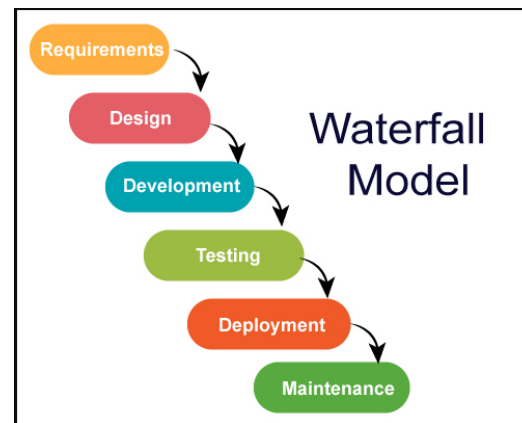 Requirements
Design
Waterfall
Model
Development
Testing
Deployment
Maintenance